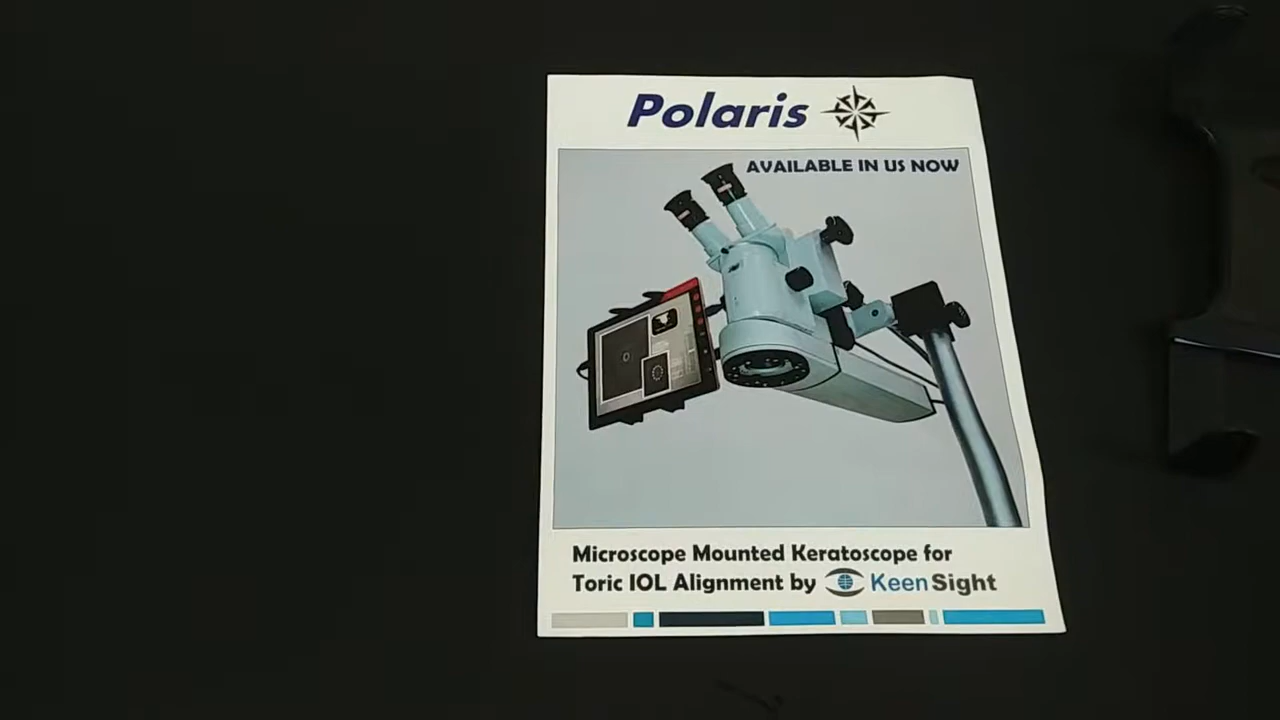 Polaris
AVAILABLE IN US NOW
Microscope Mounted Keratoscope for
Toric IOL Alignment by KeenSight